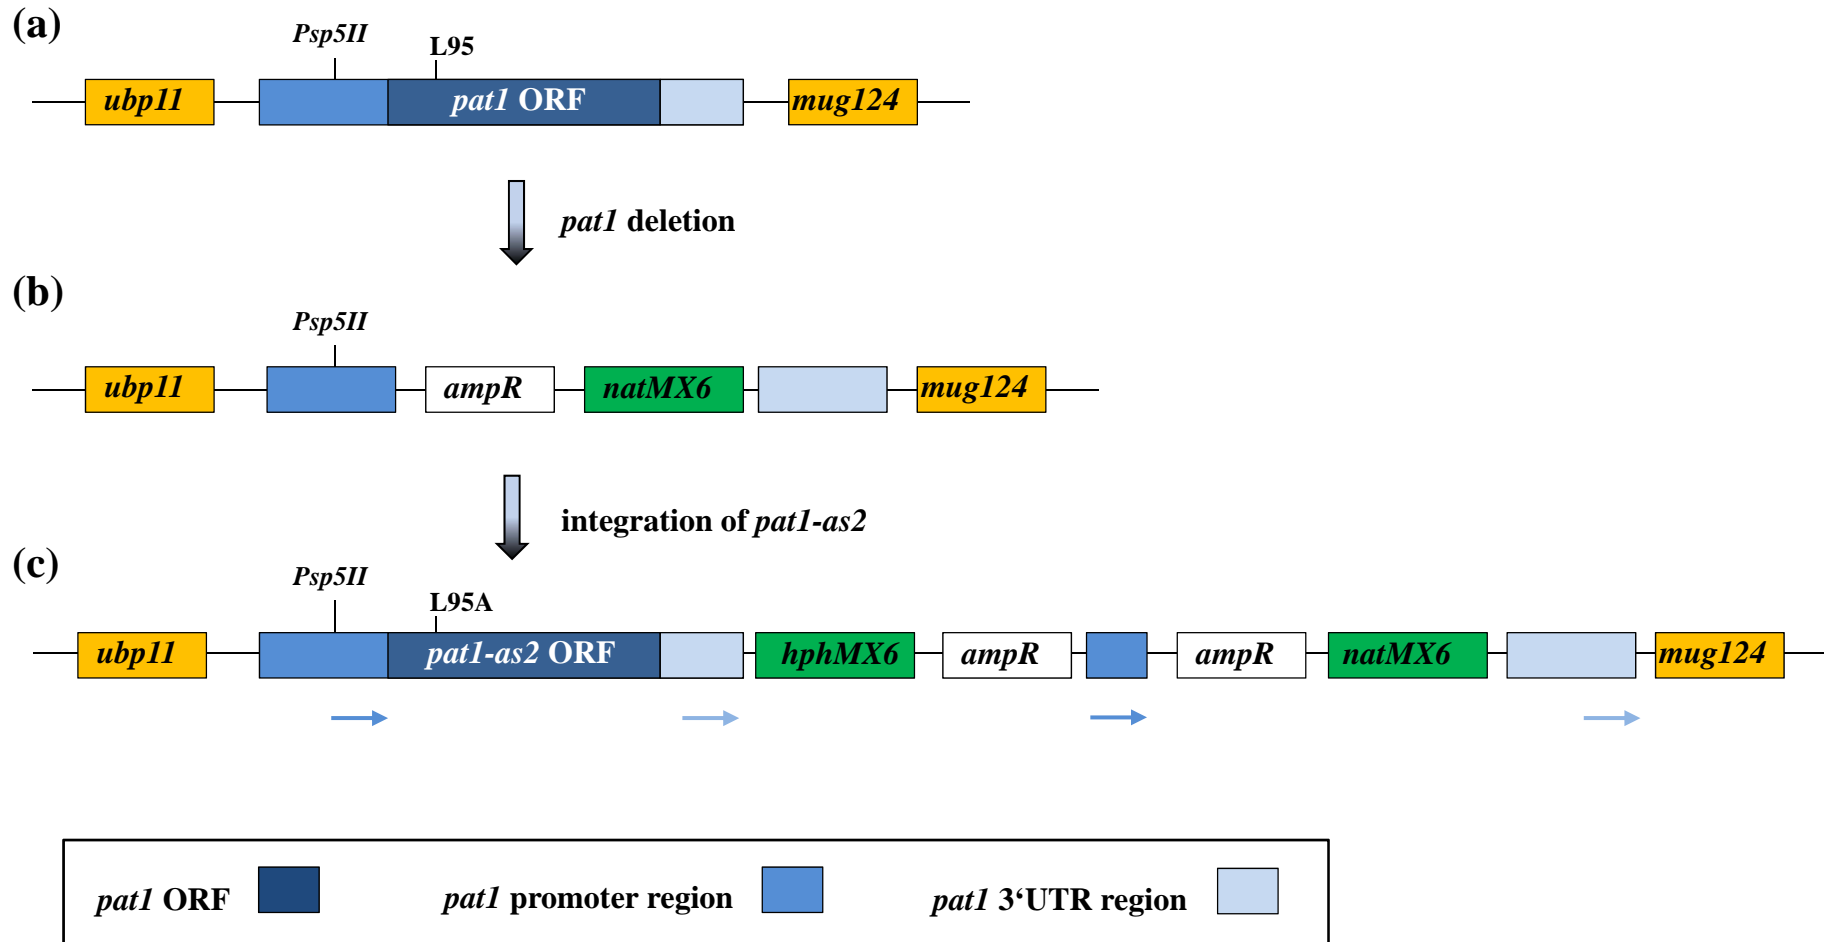 (a)
Psp5II
L95
ubp11
pat1 ORF
mug124
pat1 deletion
(b)
Psp5II
ubp11
ampR
natMX6
mug124
integration of pat1-as2
(c)
Psp5II
L95A
ubp11
pat1-as2 ORF
hphMX6
ampR
ampR
natMX6
mug124
pat1 ORF
pat1 promoter region
pat1 3‘UTR region